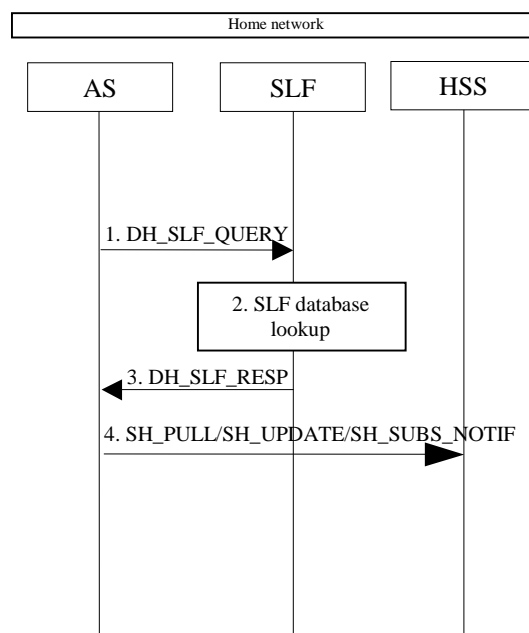 Home network
AS
SLF
HSS
1. DH_SLF_QUERY
2. SLF database
lookup
3. DH_SLF_RESP
4. SH_PULL/SH_UPDATE/SH_SUBS_NOTIF